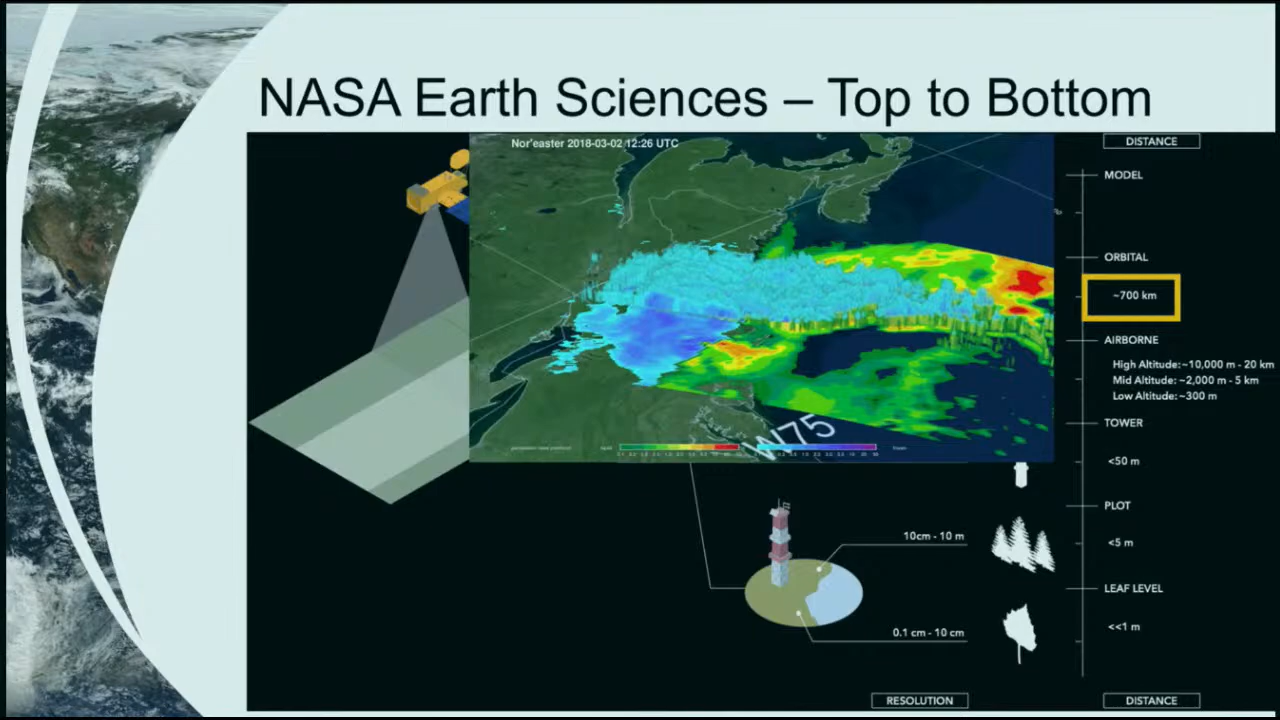 NASA Earth Sciences – Top to Bottom
Nor'easter 2018-03-02 12:26 UTC
DISTANCE
MODEL
ORBITAL
~700 km
AIRBORNE
High Altitude: ~10,000 m - 20 km
Mid Altitude: ~2,000 m - 5 km
Low Altitude: ~300 m
TOWER
W75
<50 m
PLOT
10cm - 10 m
<5 m
LEAF LEVEL
0.1 cm - 10 cm
<<1 m
RESOLUTION
DISTANCE